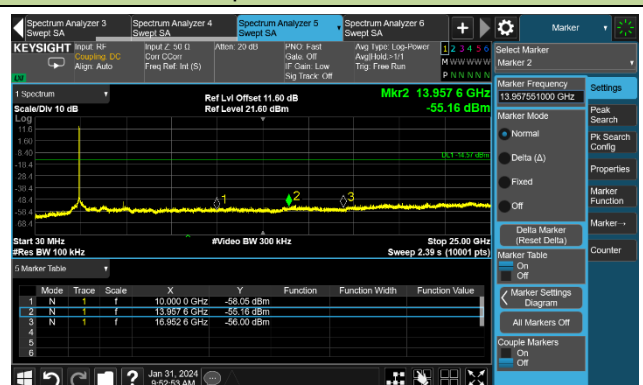 Spectrum Analyzer 3 Spectrum Analyzer 4 Spectrum Analyzer 5 Spectrum Analyzer 6 Marker
Swept SA Swept SA Swept SA Swept SA
KEYSIGHT Input: RF Input Z: 50 Ω Atten: 20 dB PNO: Fast Avg Type: Log-Power 1 2 3 4 5 6
Coupling: DC Corr CCorr Gate: Off Avg|Hold:>1/1 M W W W W W
Align: Auto Freq Ref: Int (S) IF Gain: Low Trig: Free Run P N N N N N
Sig Track: Off
Select Marker
Marker 2
1 Spectrum Ref Lvl Offset 11.60 dB Mkr2 13.957 6 GHz
Scale/Div 10 dB Ref Level 21.60 dBm -55.16 dBm
Log
11.6
1.60
-8.40
-18.4
-28.4
-38.4
-48.4
-58.4
-68.4
1
2
3
Start 30 MHz #Video BW 300 kHz Stop 25.00 GHz
#Res BW 100 kHz Sweep 2.39 s (10001 pts)
5 Marker Table
Mode Trace Scale X Y Function Function Width Function Value
1 N 1 f 10.000 0 GHz -58.05 dBm
2 N 1 f 13.957 6 GHz -55.16 dBm
3 N 1 f 16.952 6 GHz -56.00 dBm
4
5
6
Jan 31, 2024
9:52:53 AM
Marker Frequency
13.957551000 GHz
Marker Mode
Normal
Delta (Δ)
Fixed
Off
Delta Marker
(Reset Delta)
Marker Table
On
Off
Marker Settings
Diagram
All Markers Off
Couple Markers
On
Off
Settings
Peak
Search
Pk Search
Config
Properties
Marker
Function
Marker→
Counter